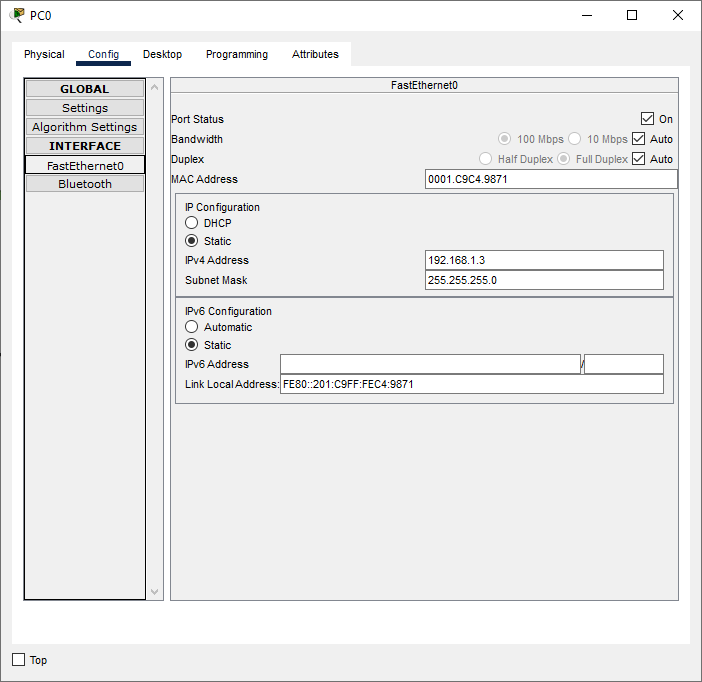 PC0
Physical Config Desktop Programming Attributes
GLOBAL
Settings
Algorithm Settings
INTERFACE
FastEthernet0
Bluetooth
FastEthernet0
Port Status On
Bandwidth 100 Mbps 10 Mbps Auto
Duplex Half Duplex Full Duplex Auto
MAC Address 0001.C9C4.9871
IP Configuration
DHCP
Static
IPv4 Address 192.168.1.3
Subnet Mask 255.255.255.0
IPv6 Configuration
Automatic
Static
IPv6 Address /
Link Local Address: FE80::201:C9FF:FEC4:9871
Top